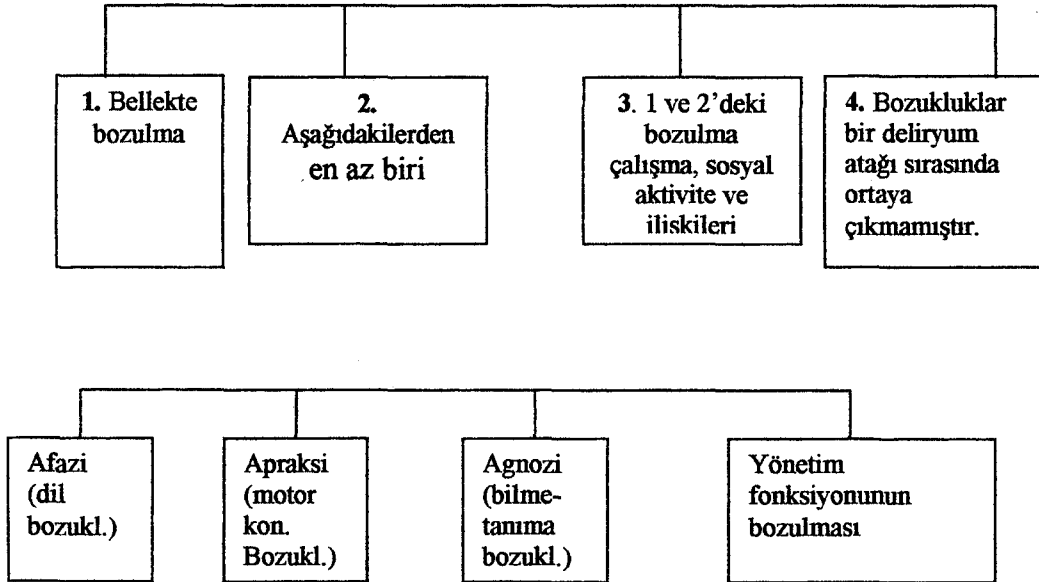 1. Bellekte
bozulma
2.
Aşağıdakilerden
en az biri
3. 1 ve 2’deki
bozulma
çalışma, sosyal
aktivite ve
iliskileri
4. Bozukluklar
bir deliryum
atağı sırasında
ortaya
çıkmamıştır.
Afazi
(dil
bozukl.)
Apraksi
(motor
kon.
Bozukl.)
Agnozi
(bilme-
tanıma
bozukl.)
Yönetim
fonksiyonunun
bozulması